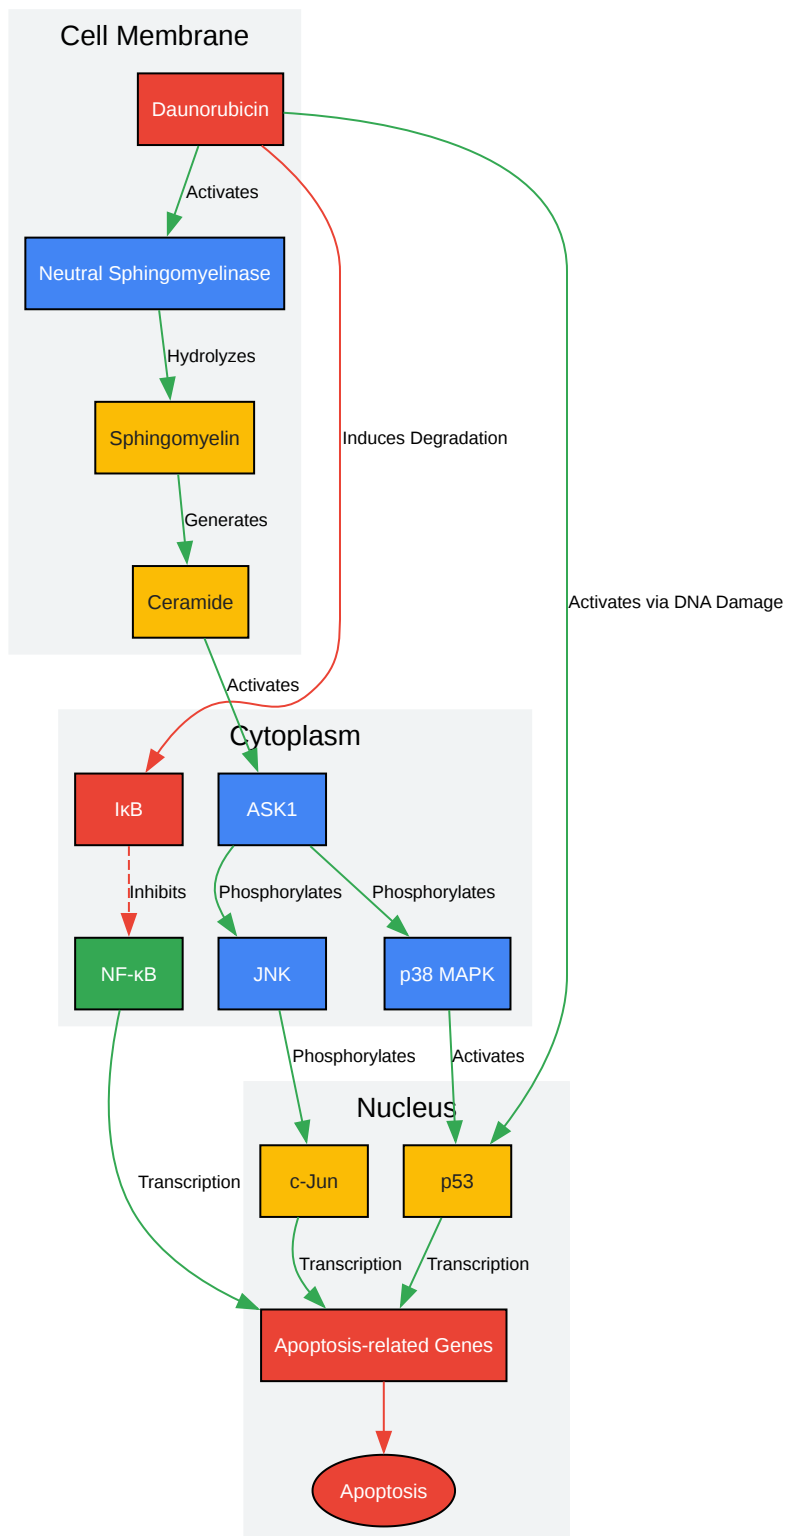 Cell Membrane
Daunorubicin
Activates
Neutral Sphingomyelinase
Hydrolyzes
Sphingomyelin
Induces Degradation
Generates
Ceramide
Activates via DNA Damage
Activates
Cytoplasm
IκB
ASK1
Inhibits
Phosphorylates
Phosphorylates
NF-κB
JNK
p38 MAPK
Phosphorylates
Activates
Nucleus
c-Jun
p53
Transcription
Transcription
Transcription
Apoptosis-related Genes
Apoptosis